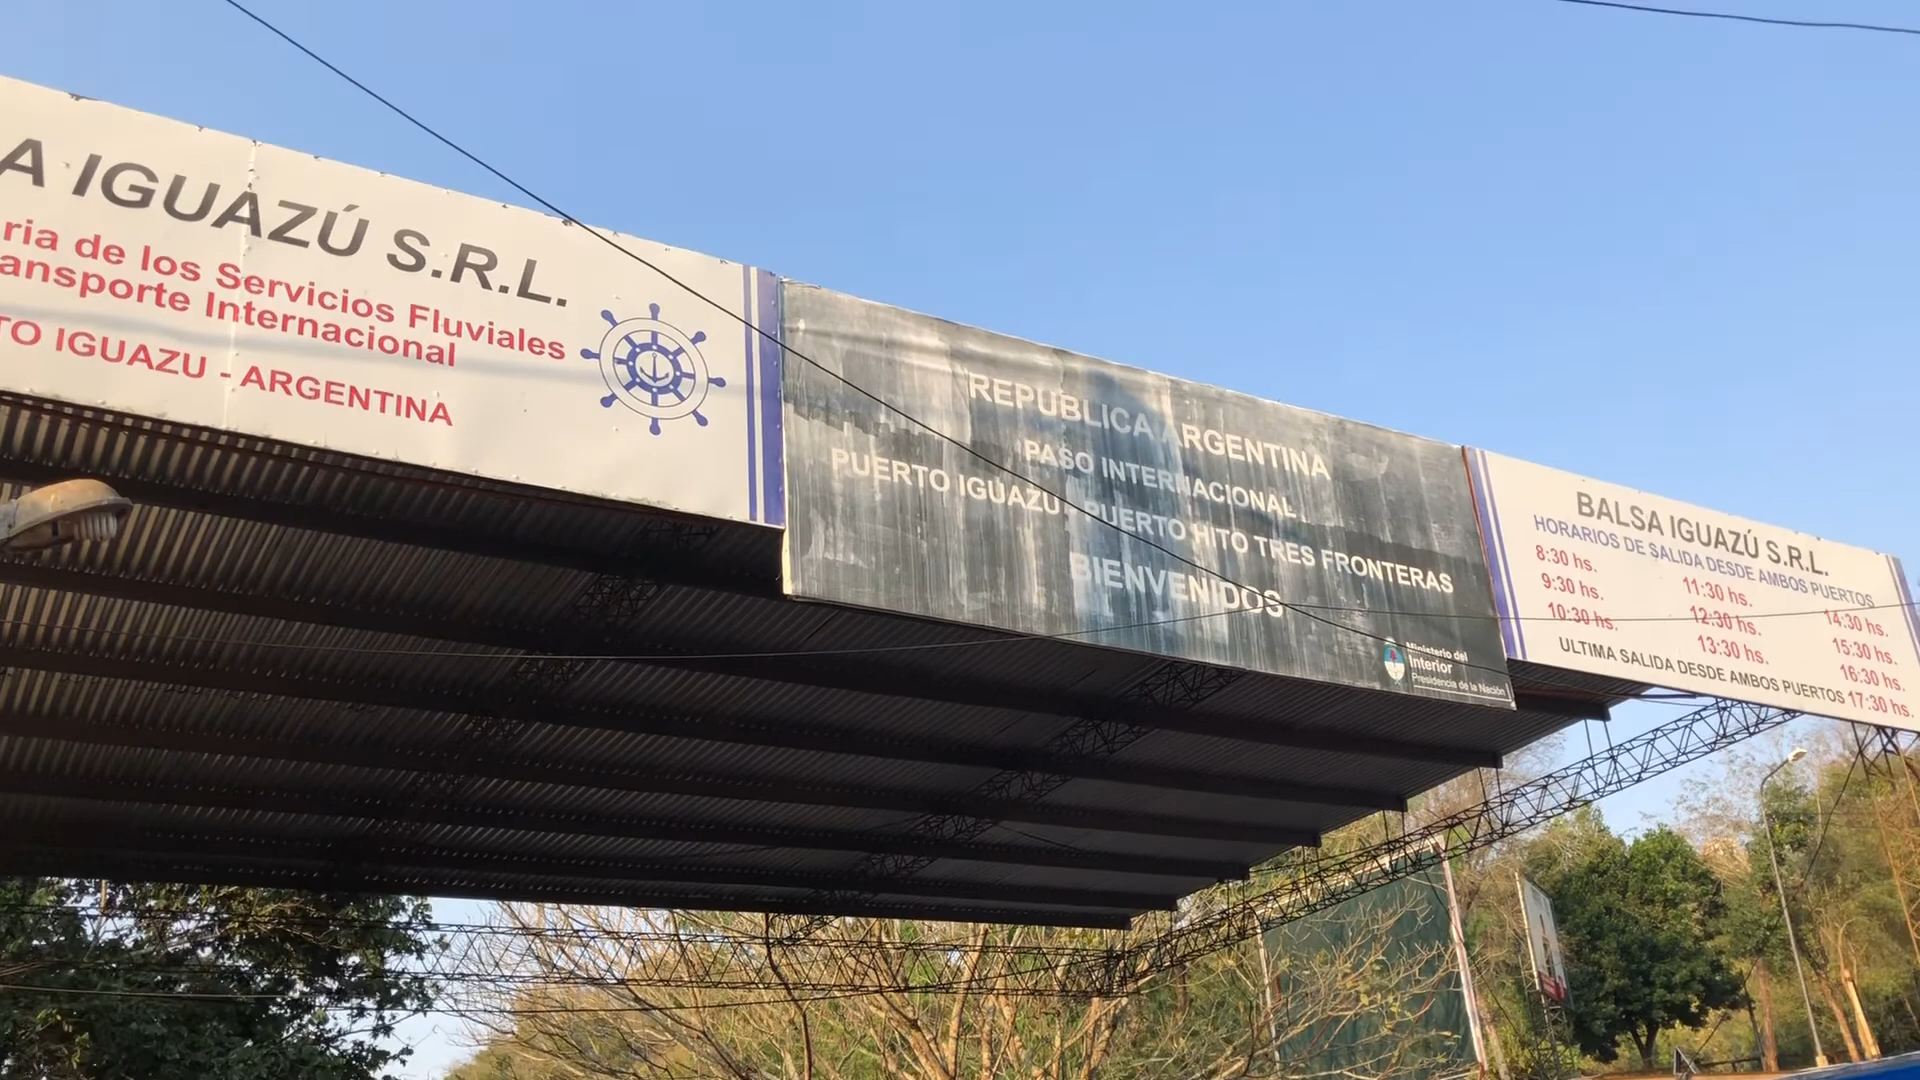 A IGUAZÚ S.R.L.
ria de los Servicios Fluviales
ansporte Internacional
TO IGUAZU - ARGENTINA
REPUBLICA ARGENTINA
PASO INTERNACIONAL
PUERTO IGUAZU - PUERTO HITO TRES FRONTERAS
BIENVENIDOS
Ministerio del
Interior
Presidencia de la Nación
BALSA IGUAZÚ S.R.L.
HORARIOS DE SALIDA DESDE AMBOS PUERTOS
8:30 hs.
9:30 hs.
10:30 hs.
11:30 hs.
12:30 hs.
13:30 hs.
14:30 hs.
15:30 hs.
16:30 hs.
ULTIMA SALIDA DESDE AMBOS PUERTOS 17:30 hs.